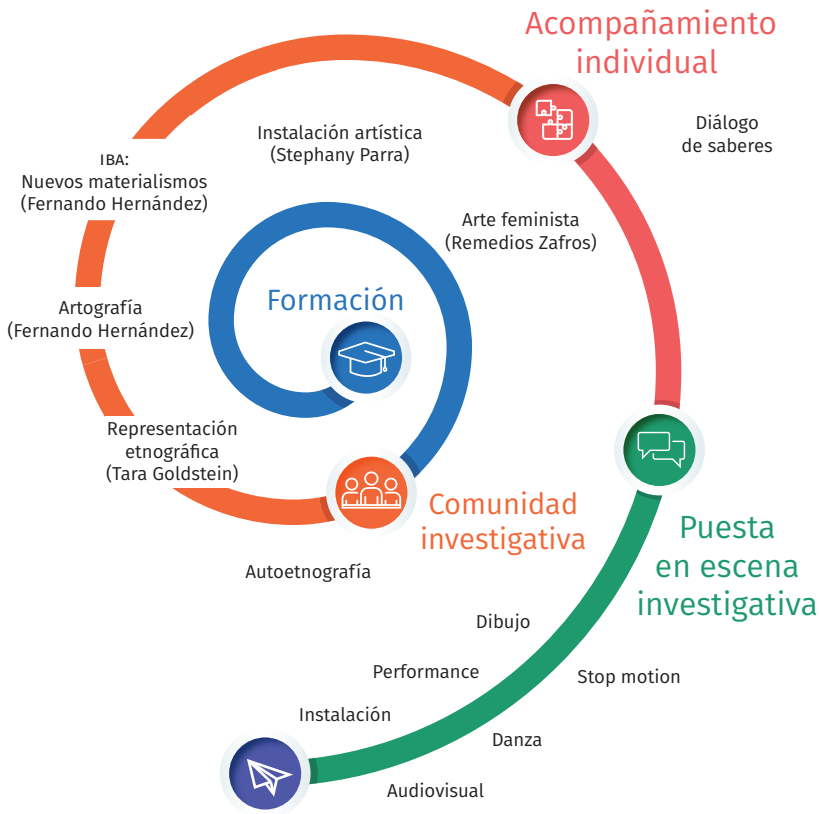 Acompañamiento
individual
Diálogo
de saberes
Instalación artística
(Stephany Parra)
IBA:
Nuevos materialismos
(Fernando Hernández)
Arte feminista
(Remedios Zafros)
Formación
Artografía
(Fernando Hernández)
Representación
etnográfica
(Tara Goldstein)
Comunidad
investigativa
Puesta
en escena
investigativa
Autoetnografía
Dibujo
Performance
Stop motion
Instalación
Danza
Audiovisual